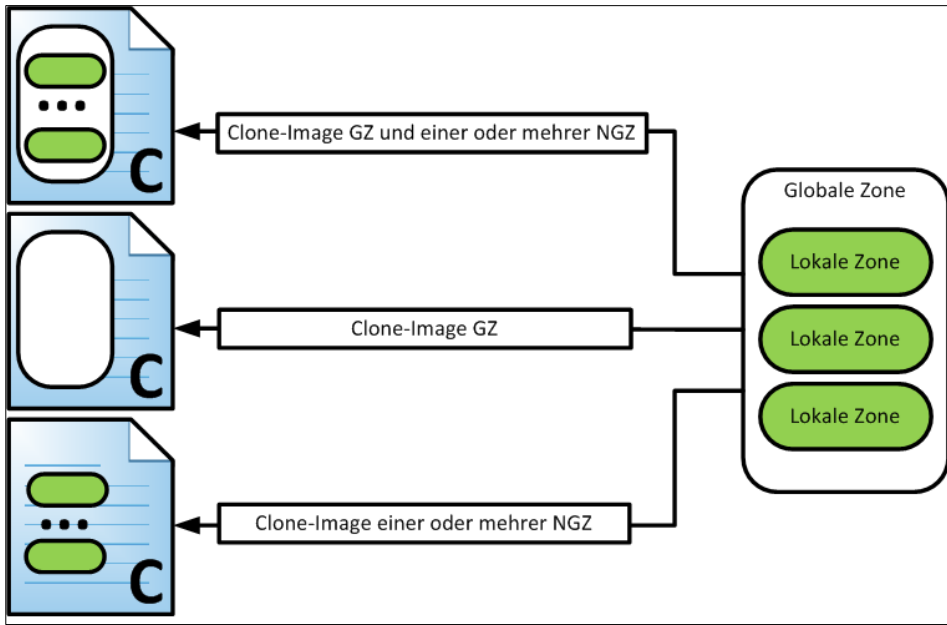 C
Clone-Image GZ und einer oder mehrer NGZ
C
Clone-Image GZ
C
Clone-Image einer oder mehrer NGZ
Globale Zone
Lokale Zone
Lokale Zone
Lokale Zone